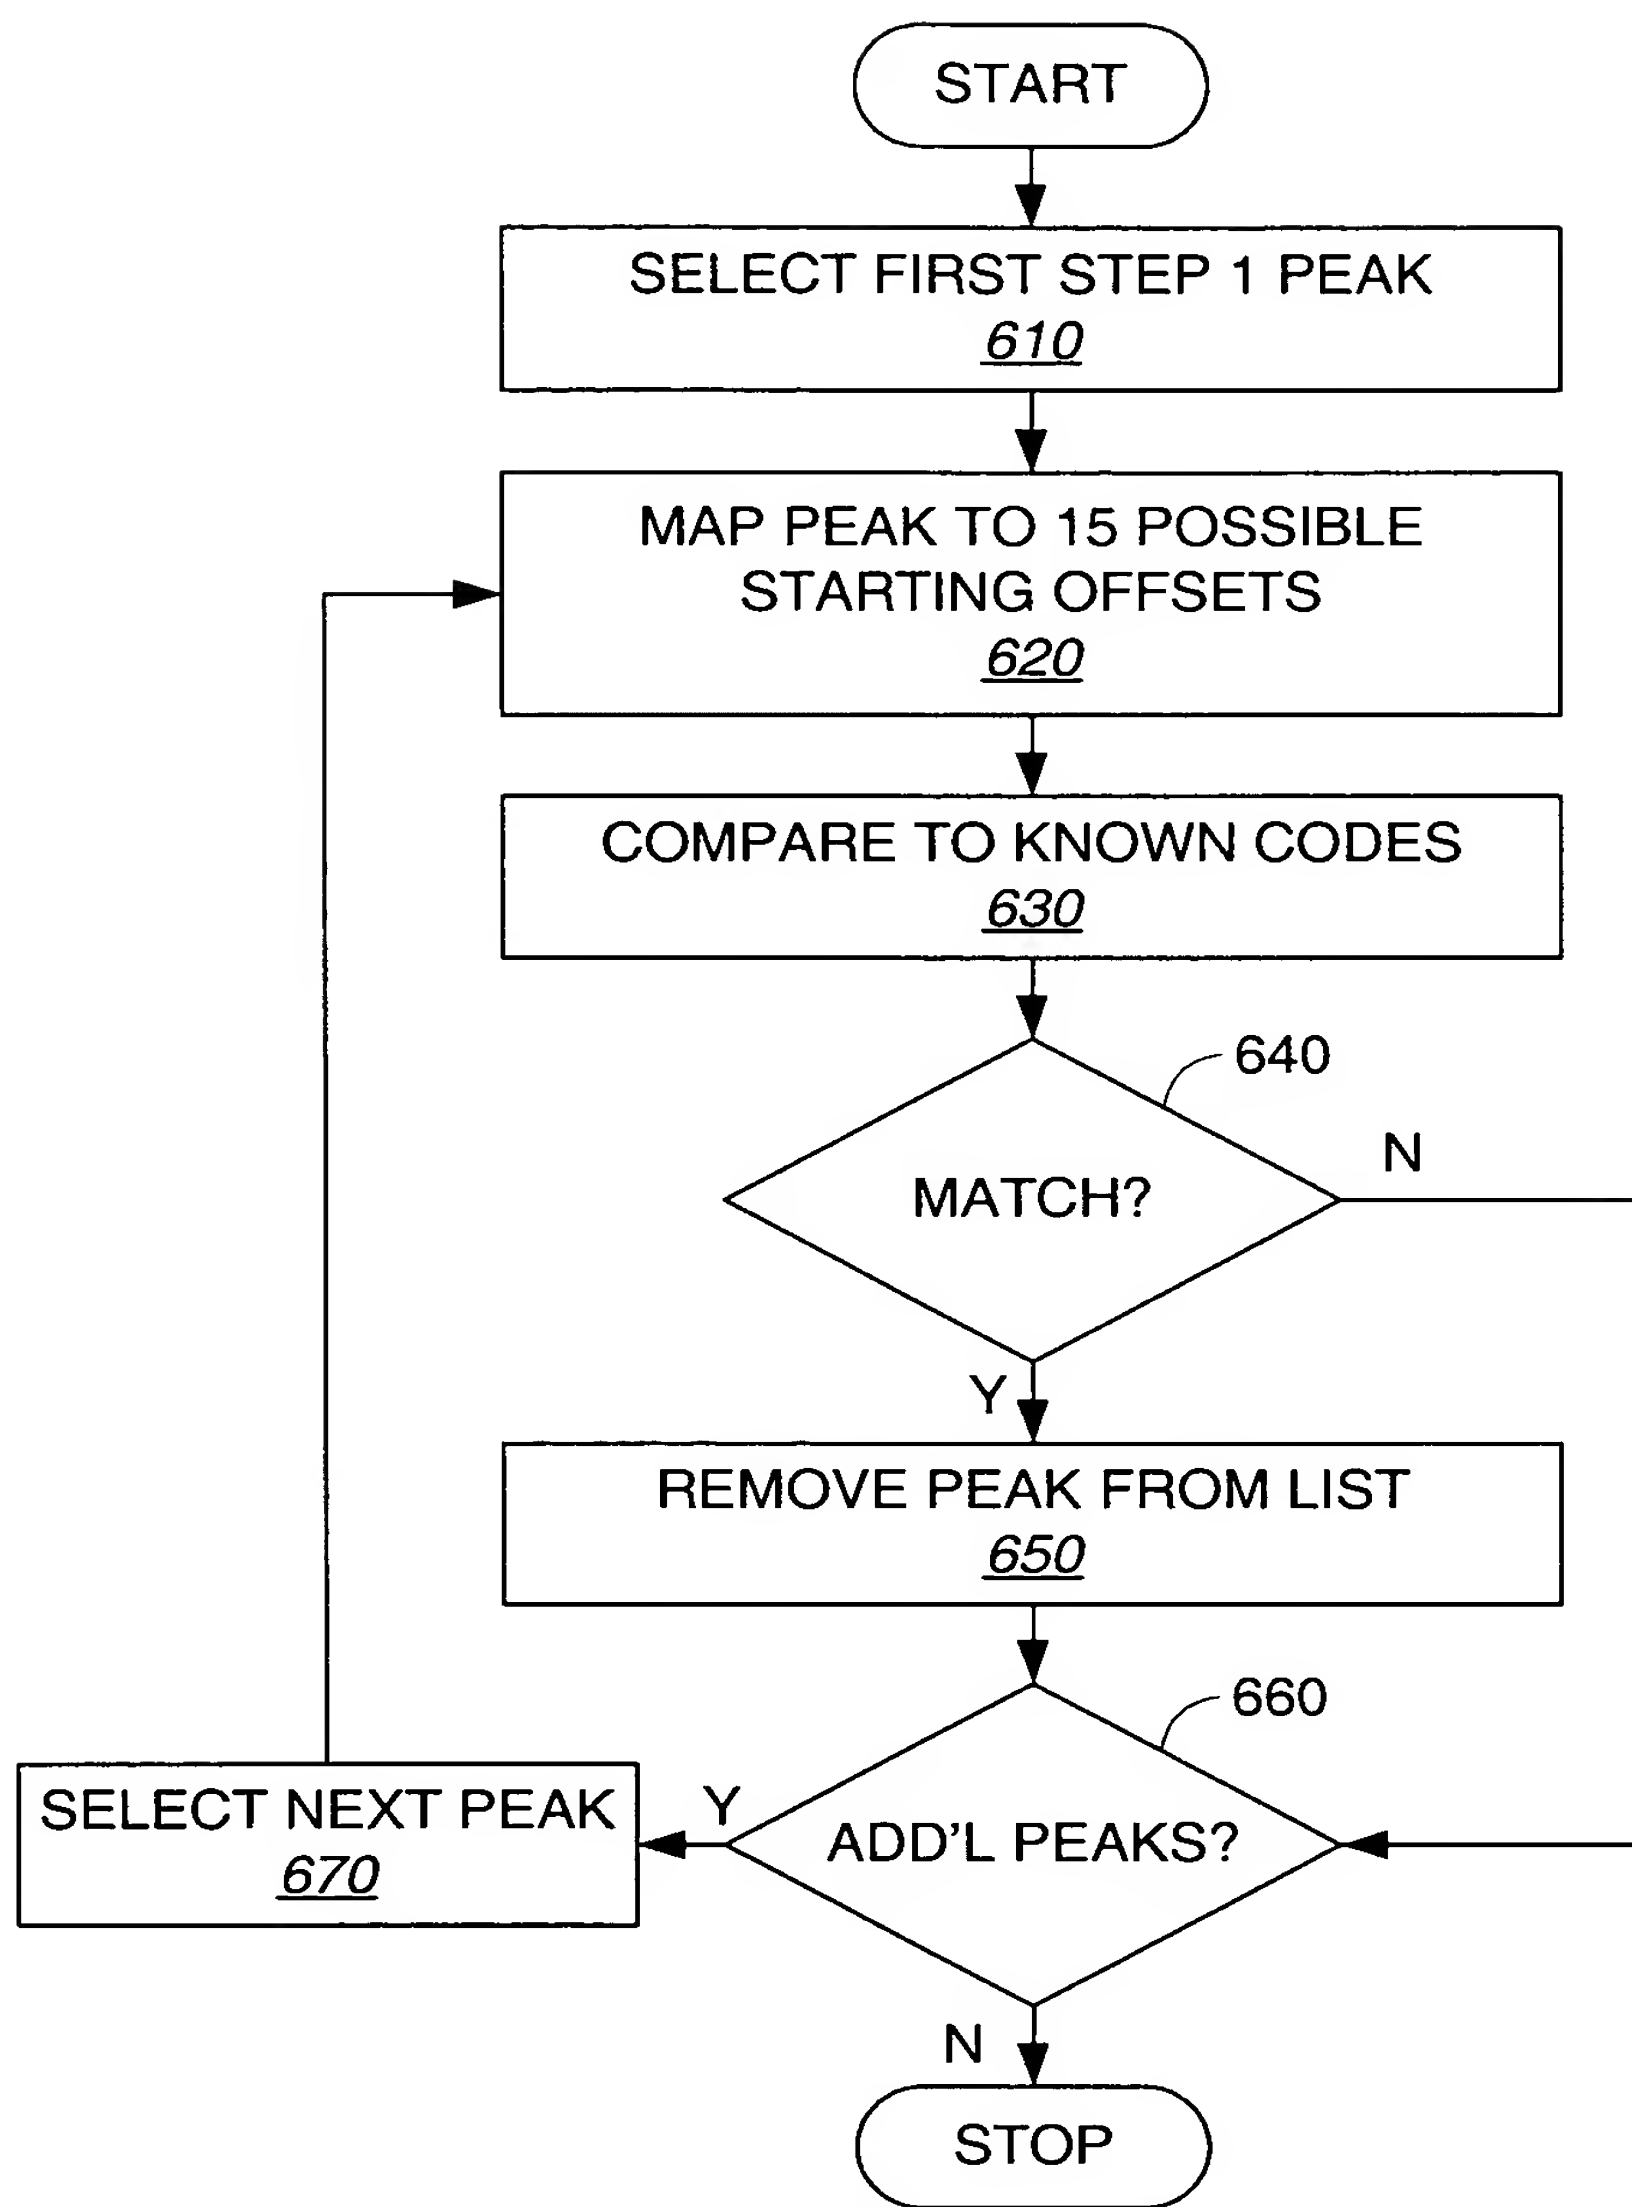 START
SELECT FIRST STEP 1 PEAK
610
MAP PEAK TO 15 POSSIBLE
STARTING OFFSETS
620
COMPARE TO KNOWN CODES
630
640
MATCH?
N
Y
REMOVE PEAK FROM LIST
650
660
ADD'L PEAKS?
Y
SELECT NEXT PEAK
670
N
STOP